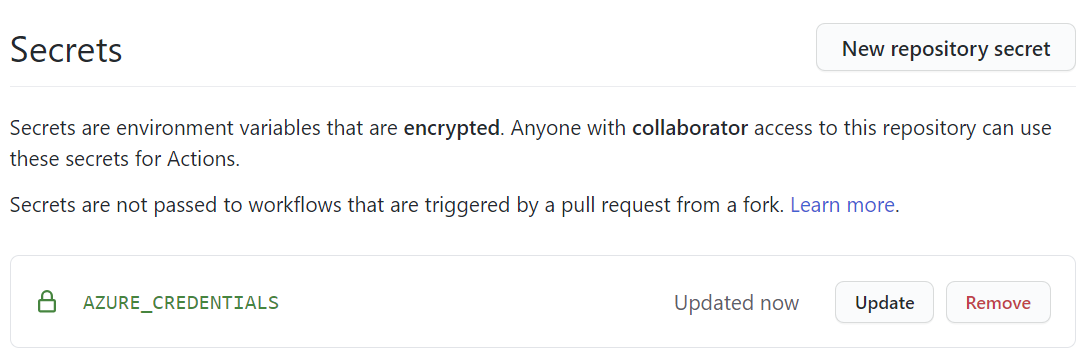 Secrets
New repository secret
Secrets are environment variables that are encrypted. Anyone with collaborator access to this repository can use
these secrets for Actions.
Secrets are not passed to workflows that are triggered by a pull request from a fork. Learn more.
AZURE_CREDENTIALS
Updated now
Update
Remove